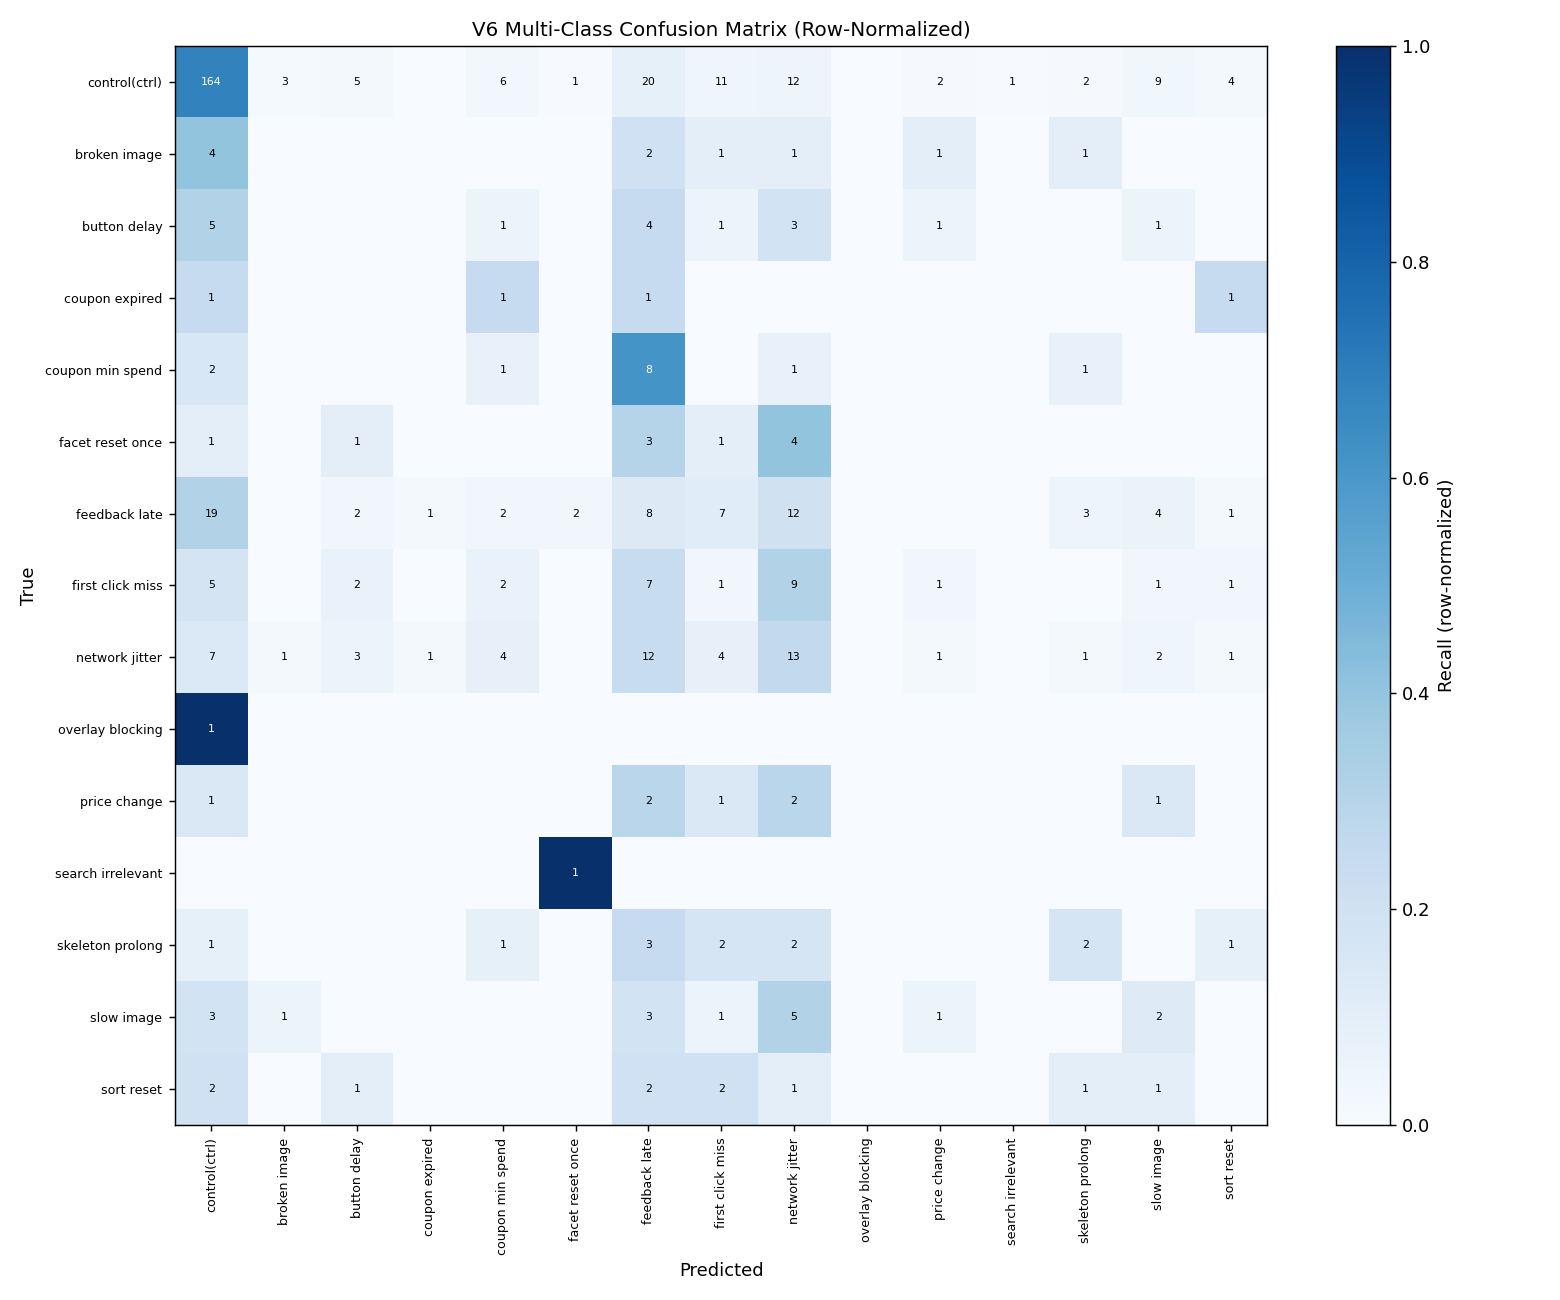 V6 Multi-Class Confusion Matrix (Row-Normalized)
control(ctrl) 164 3 5 6 1 20 11 12 2 1 2 9 4
broken image 4 2 1 1 1 1
button delay 5 1 4 1 3 1 1
coupon expired 1 1 1 1
coupon min spend 2 1 8 1 1
facet reset once 1 1 3 1 4
feedback late 19 2 1 2 2 8 7 12 3 4 1
first click miss 5 2 2 7 1 9 1 1 1
network jitter 7 1 3 1 4 12 4 13 1 1 2 1
overlay blocking 1
price change 1 2 1 2 1
search irrelevant 1
skeleton prolong 1 1 3 2 2 2 1
slow image 3 1 3 1 5 1 2
sort reset 2 1 2 2 1 1 1
True
control(ctrl)
broken image
button delay
coupon expired
coupon min spend
facet reset once
feedback late
first click miss
network jitter
overlay blocking
price change
search irrelevant
skeleton prolong
slow image
sort reset
Predicted
1.0
0.8
0.6
0.4
0.2
0.0
Recall (row-normalized)